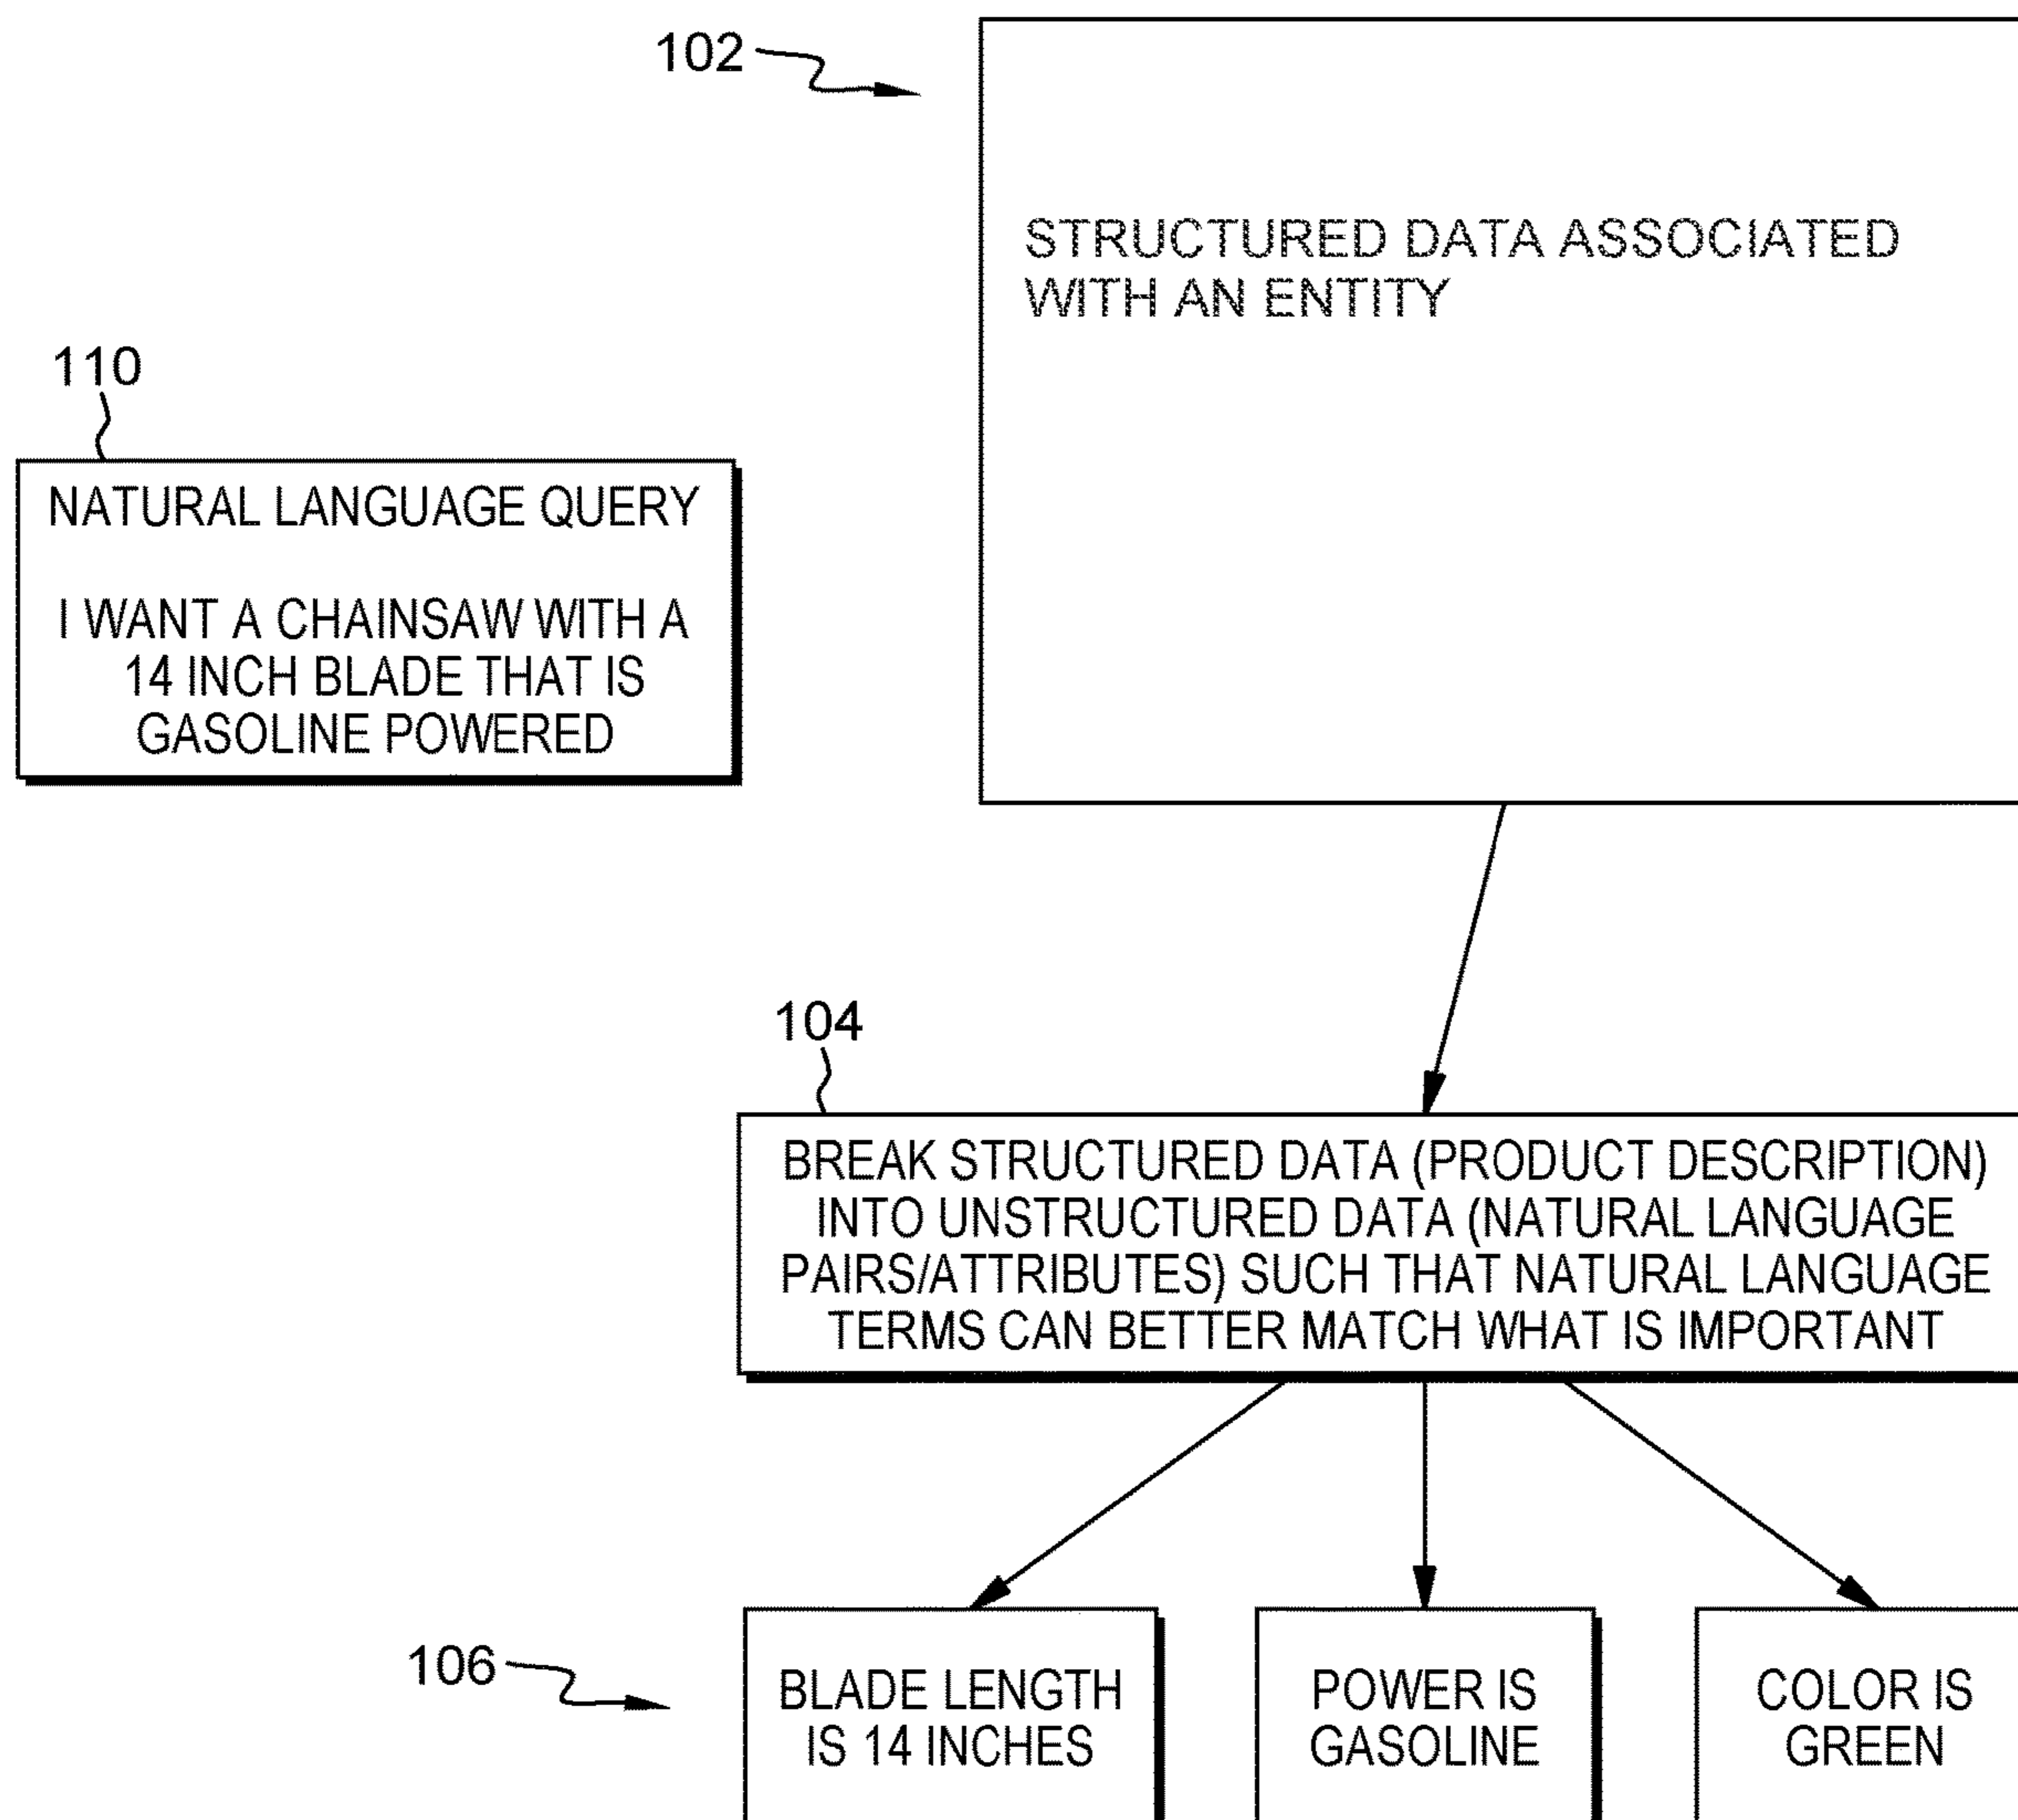 102
STRUCTURED DATA ASSOCIATED
WITH AN ENTITY
110
NATURAL LANGUAGE QUERY
I WANT A CHAINSAW WITH A
14 INCH BLADE THAT IS
GASOLINE POWERED
104
BREAK STRUCTURED DATA (PRODUCT DESCRIPTION)
INTO UNSTRUCTURED DATA (NATURAL LANGUAGE
PAIRS/ATTRIBUTES) SUCH THAT NATURAL LANGUAGE
TERMS CAN BETTER MATCH WHAT IS IMPORTANT
106
BLADE LENGTH
IS 14 INCHES
POWER IS
GASOLINE
COLOR IS
GREEN